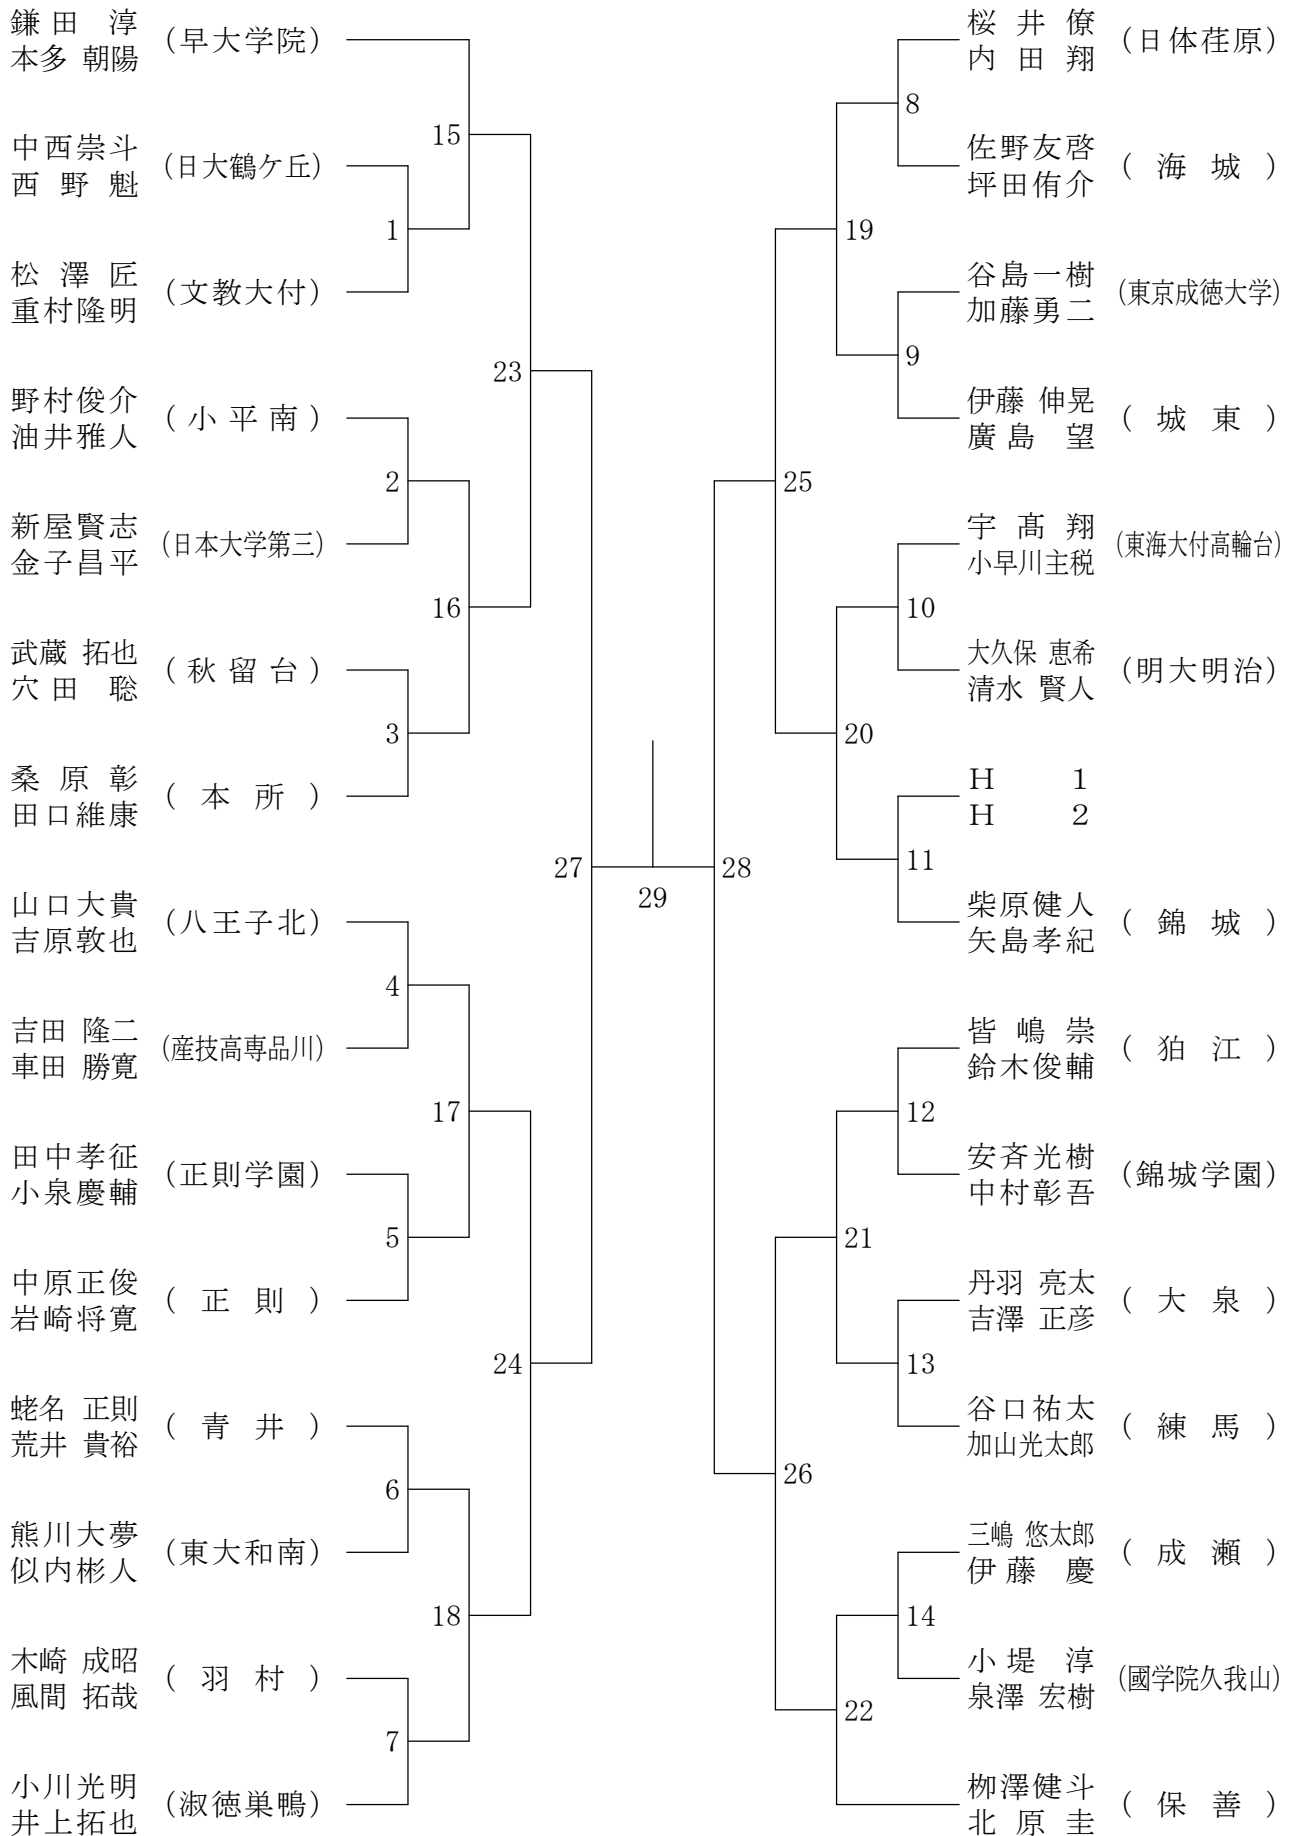 鎌田 淳
本多 朝陽
(早大学院)
中西崇斗
西野 魁
(日大鶴ケ丘)
松澤匠
重村隆明
(文教大付)
野村俊介
油井雅人
(小平南)
新屋賢志
金子昌平
(日本大学第三)
武蔵 拓也
穴田 聡
(秋留台)
桑原彰
田口維康
(本所)
山口大貴
吉原敦也
(八王子北)
吉田 隆二
車田 勝寛
(産技高専品川)
田中孝征
小泉慶輔
(正則学園)
中原正俊
岩崎将寛
(正則)
蛯名 正則
荒井 貴裕
(青井)
熊川大夢
似内彬人
(東大和南)
木崎 成昭
風間 拓哉
(羽村)
小川光明
井上拓也
(淑徳巣鴨)
15
1
23
2
16
3
27
4
17
5
24
6
18
7
29
28
8
19
9
25
10
20
11
12
21
13
26
14
22
桜井僚
内田翔
(日体荏原)
佐野友啓
坪田侑介
(海城)
谷島一樹
加藤勇二
(東京成徳大学)
伊藤 伸晃
廣島 望
(城東)
宇髙翔
小早川主税
(東海大付高輪台)
大久保 恵希
清水 賢人
(明大明治)
H 1
H 2
柴原健人
矢島孝紀
(錦城)
皆嶋崇
鈴木俊輔
(狛江)
安斉光樹
中村彰吾
(錦城学園)
丹羽 亮太
吉澤 正彦
(大泉)
谷口祐太
加山光太郎
(練馬)
三嶋 悠太郎
伊藤 慶
(成瀬)
小堤 淳
泉澤 宏樹
(國学院久我山)
栁澤健斗
北原圭
(保善)